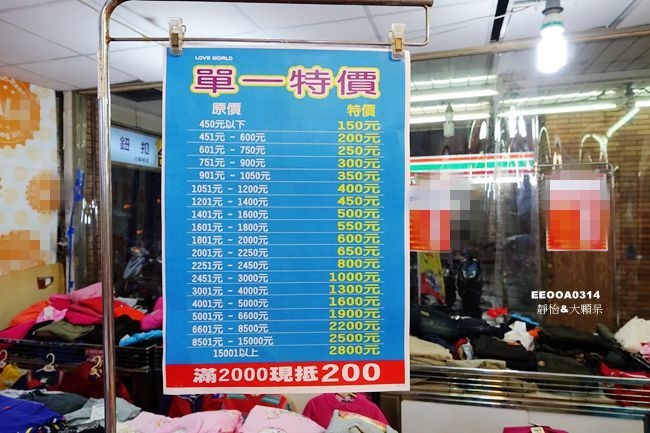 LOVE WORLD
單一特價
原價 特價
450元以下 150元
451元 ~ 600元 200元
601元 ~ 750元 250元
751元 ~ 900元 300元
901元 ~ 1050元 350元
1051元 ~ 1200元 400元
1201元 ~ 1400元 450元
1401元 ~ 1600元 500元
1601元 ~ 1800元 550元
1801元 ~ 2000元 600元
2001元 ~ 2250元 650元
2251元 ~ 2450元 800元
2451元 ~ 3000元 1000元
3001元 ~ 4000元 1300元
4001元 ~ 5000元 1600元
5001元 ~ 6600元 1900元
6601元 ~ 8500元 2200元
8501元 ~ 15000元 2500元
15001以上 2800元
滿2000現抵200
鈕扣
EEOOA0314
靜怡&大顆呆